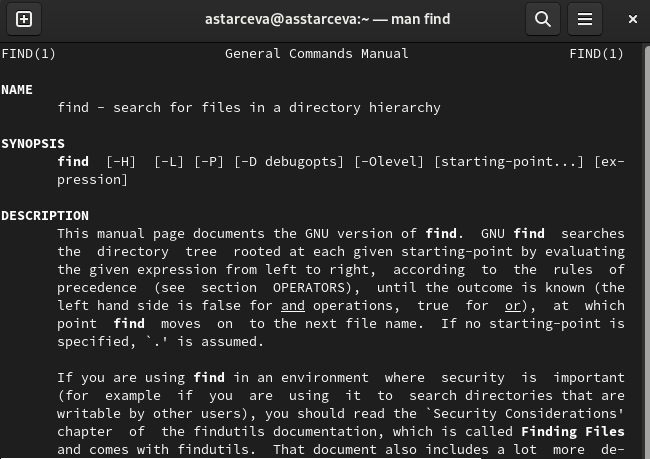 astarceva@asstarceva:~ — man find
FIND(1) General Commands Manual FIND(1)
NAME
find - search for files in a directory hierarchy
SYNOPSIS
find [-H] [-L] [-P] [-D debugopts] [-Olevel] [starting-point...] [ex-
pression]
DESCRIPTION
This manual page documents the GNU version of find. GNU find searches
the directory tree rooted at each given starting-point by evaluating
the given expression from left to right, according to the rules of
precedence (see section OPERATORS), until the outcome is known (the
left hand side is false for and operations, true for or), at which
point find moves on to the next file name. If no starting-point is
specified, `.' is assumed.
If you are using find in an environment where security is important
(for example if you are using it to search directories that are
writable by other users), you should read the `Security Considerations'
chapter of the findutils documentation, which is called Finding Files
and comes with findutils. That document also includes a lot more de-